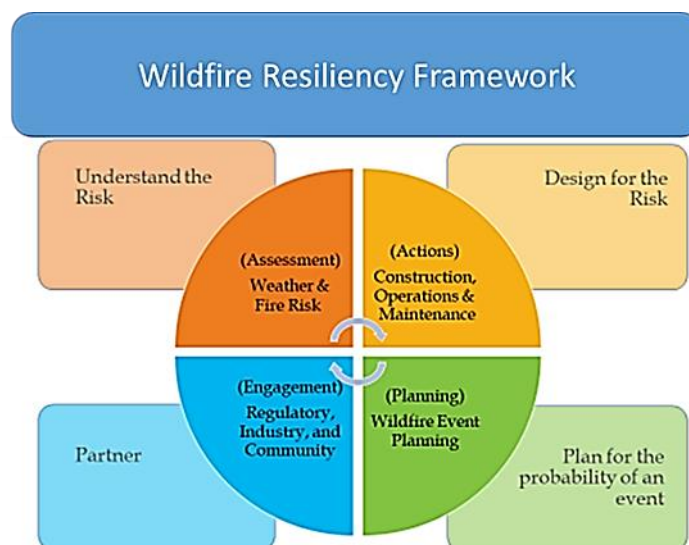 Wildfire Resiliency Framework
Understand the
Risk
Design for the
Risk
(Assessment)
Weather &
Fire Risk
(Actions)
Construction,
Operations &
Maintenance
(Engagement)
Regulatory,
Industry, and
Community
(Planning)
Wildfire Event
Planning
Partner
Plan for the
probability of an
event